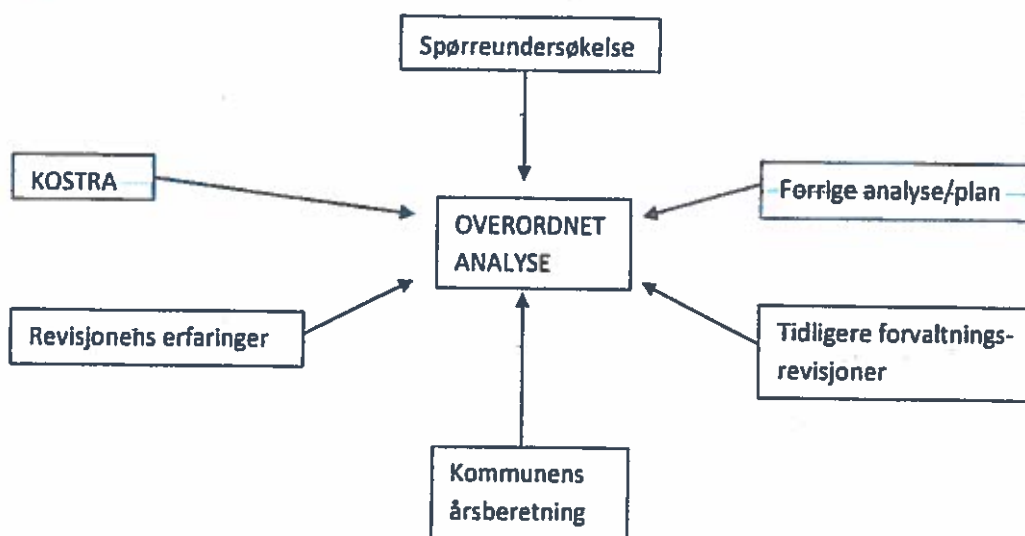 Spørreundersøkelse
KOSTRA
Forrige analyse/plan
OVERORDNET
ANALYSE
Revisjonens erfaringer
Tidligere forvaltnings-
revisjoner
Kommunens
årsberetning